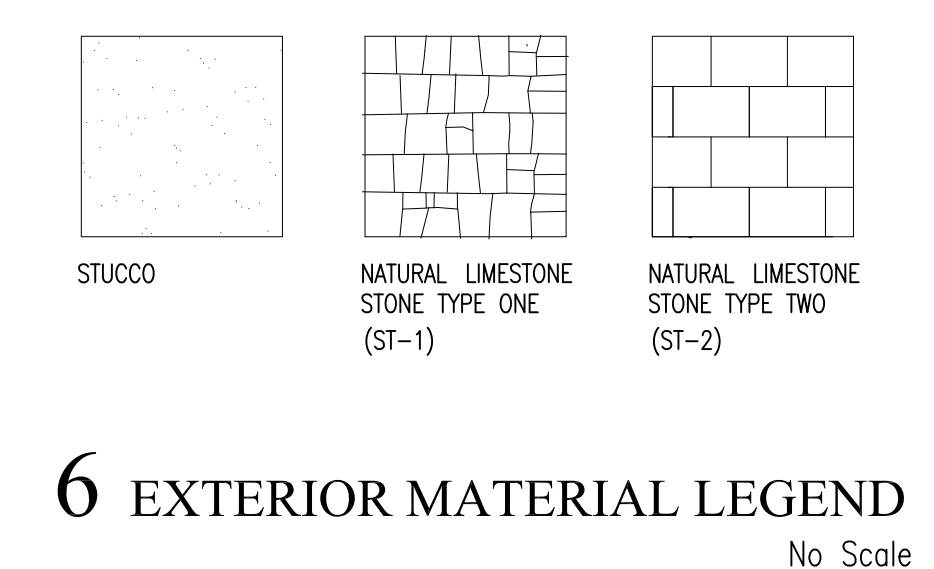 STUCCO
NATURAL LIMESTONE
STONE TYPE ONE
(ST-1)
NATURAL LIMESTONE
STONE TYPE TWO
(ST-2)
6 EXTERIOR MATERIAL LEGEND
No Scale